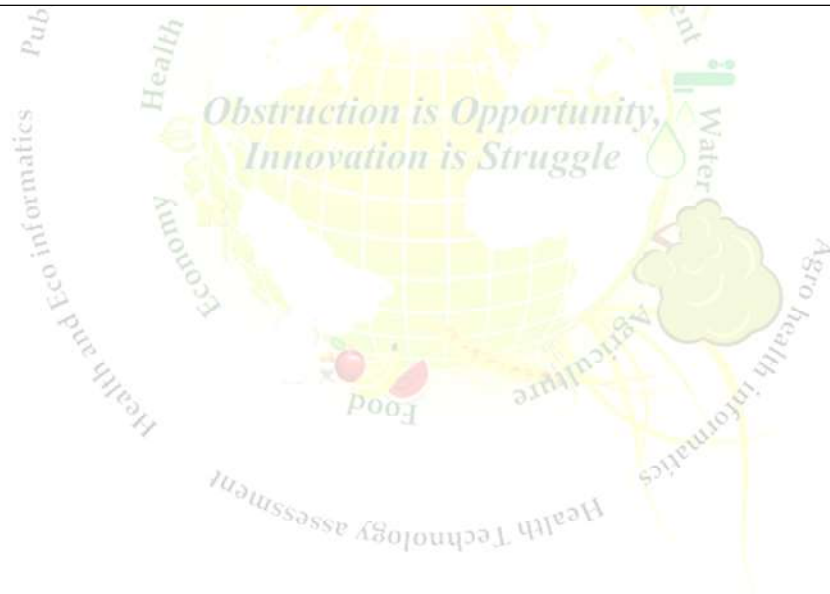 Obstruction is Opportunity,
Innovation is Struggle
Health
Economy
Food
Agriculture
Water
Health and Eco informatics
Health Technology assessment
Agro health informatics